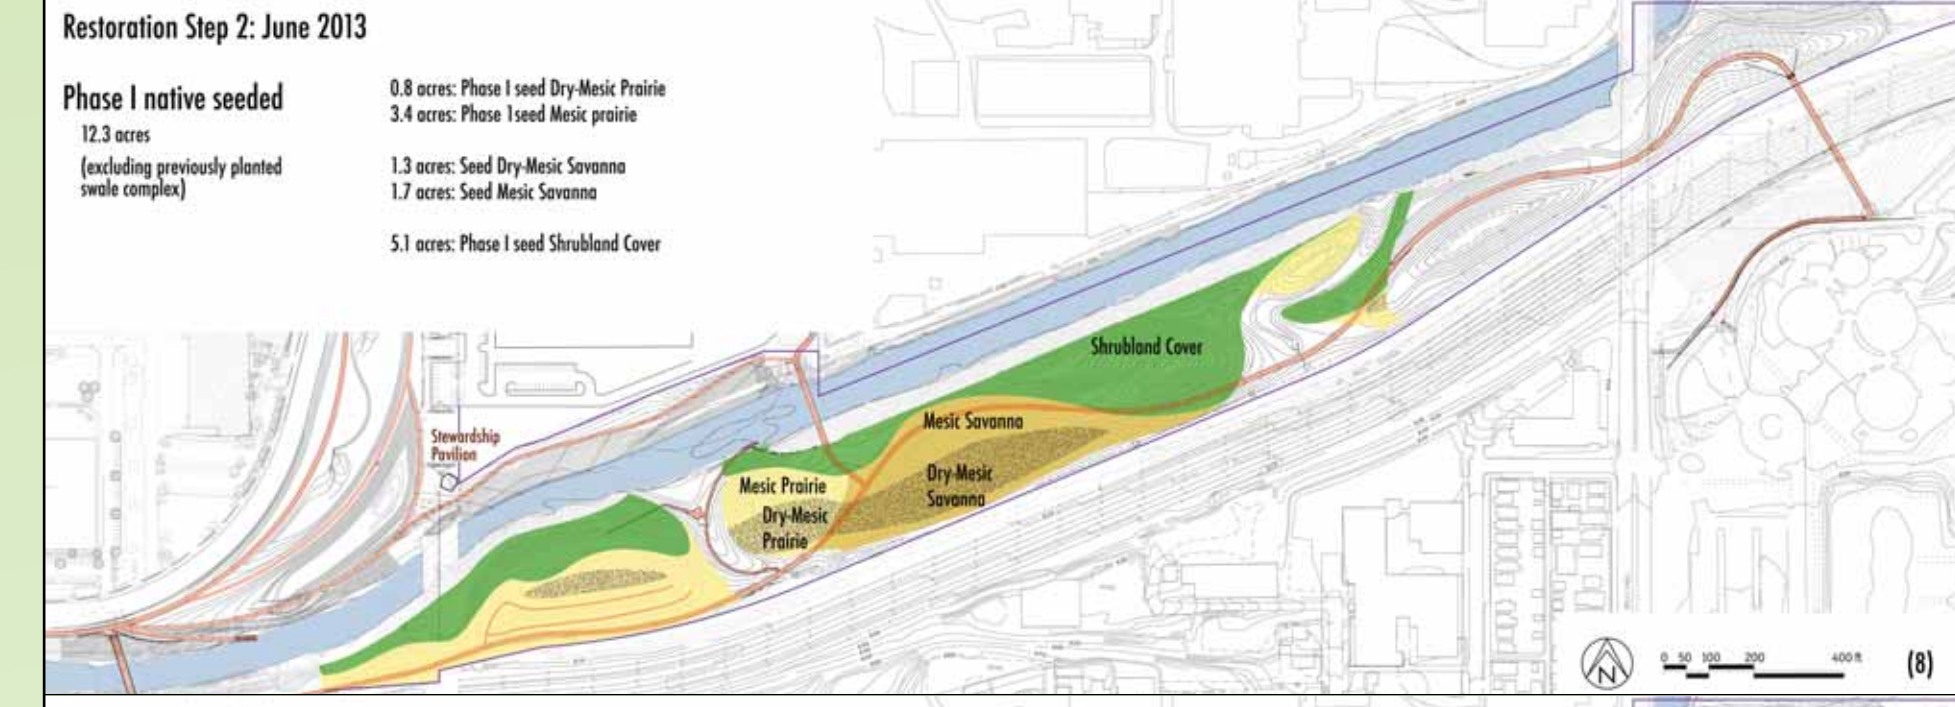 Restoration Step 2: June 2013
Phase I native seeded
12.3 acres
(excluding previously planted
swale complex)
0.8 acres: Phase I seed Dry-Mesic Prairie
3.4 acres: Phase 1seed Mesic prairie
1.3 acres: Seed Dry-Mesic Savanna
1.7 acres: Seed Mesic Savanna
5.1 acres: Phase I seed Shrubland Cover
Shrubland Cover
Mesic Savanna
Stewardship
Pavilion
Dry-Mesic
Savanna
Mesic Prairie
Dry-Mesic
Prairie
N
0 50 100 200 400 ft
(8)